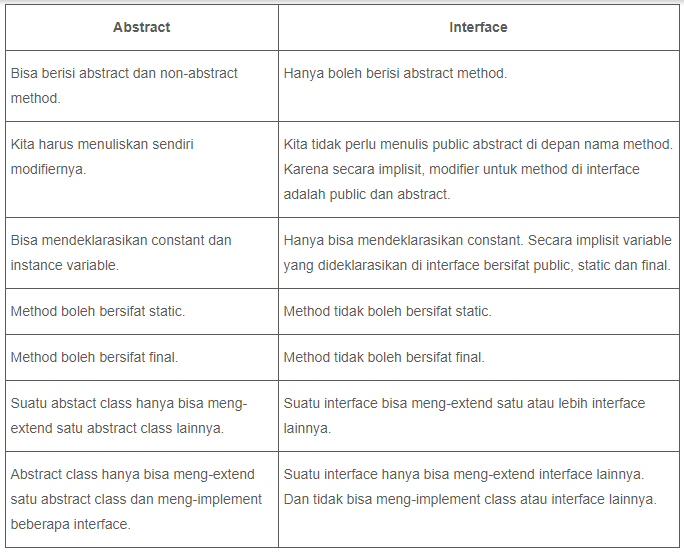 Abstract
Interface
Bisa berisi abstract dan non-abstract
method.
Hanya boleh berisi abstract method.
Kita harus menuliskan sendiri
modifiernya.
Kita tidak perlu menulis public abstract di depan nama method.
Karena secara implisit, modifier untuk method di interface
adalah public dan abstract.
Bisa mendeklarasikan constant dan
instance variable.
Hanya bisa mendeklarasikan constant. Secara implisit variable
yang dideklarasikan di interface bersifat public, static dan final.
Method boleh bersifat static.
Method tidak boleh bersifat static.
Method boleh bersifat final.
Method tidak boleh bersifat final.
Suatu abstact class hanya bisa meng-
extend satu abstract class lainnya.
Suatu interface bisa meng-extend satu atau lebih interface
lainnya.
Abstract class hanya bisa meng-extend
satu abstract class dan meng-implement
beberapa interface.
Suatu interface hanya bisa meng-extend interface lainnya.
Dan tidak bisa meng-implement class atau interface lainnya.